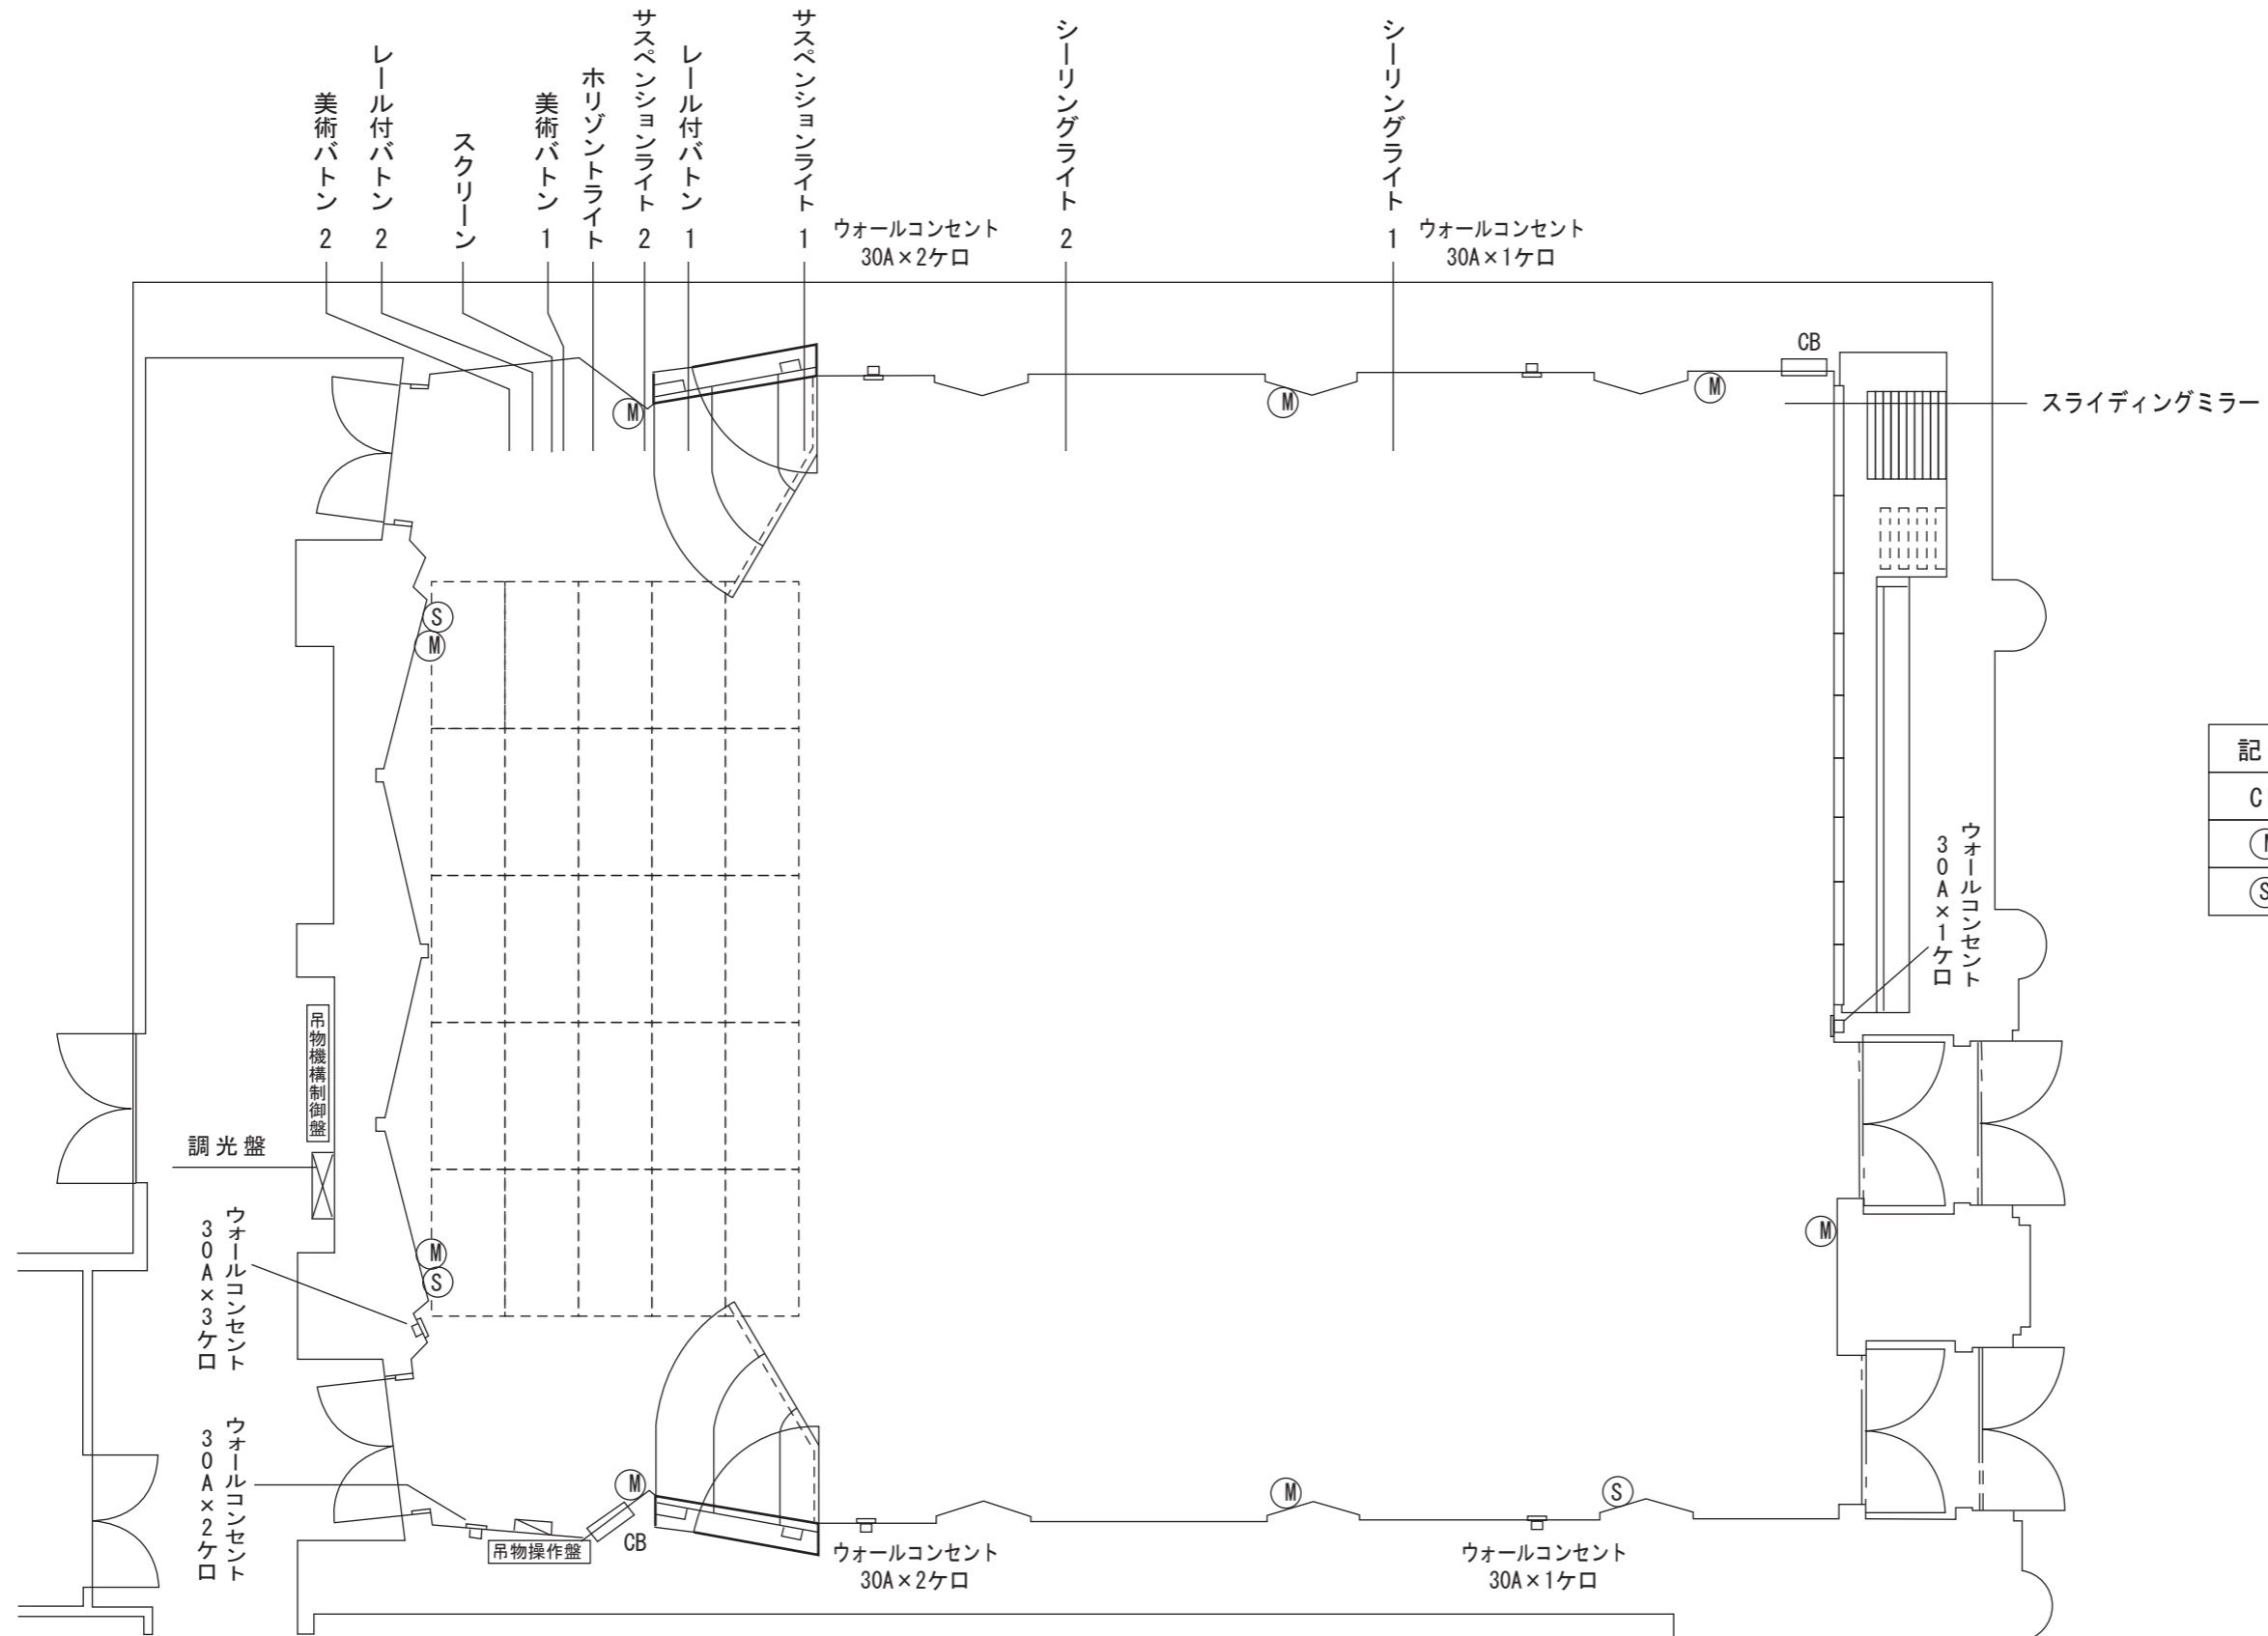 美術バトン 2
レール付バトン 2
スクリーン
美術バトン 1
ホリゾントライト
サスペンションライト 2
レール付バトン 1
サスペンションライト 1
ウォールコンセント
30A×2ケ口
シーリングライト 2
シーリングライト 1
ウォールコンセント
30A×1ケ口
CB
スライディングミラー
M
M
M
S
M
記
C
M
S
ウォールコンセント
30A×1ケ口
吊物機構制御盤
調光盤
ウォールコンセント
30A×3ケ口
M
S
M
ウォールコンセント
30A×2ケ口
M
M
S
吊物操作盤
CB
ウォールコンセント
30A×2ケ口
ウォールコンセント
30A×1ケ口